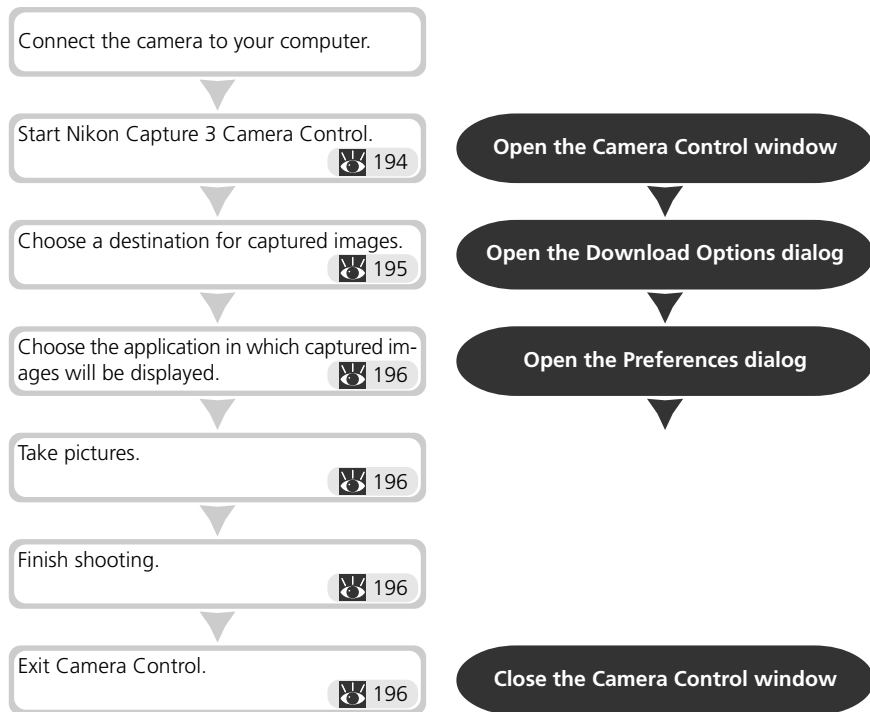 Connect the camera to your computer.
Start Nikon Capture 3 Camera Control.
194
Open the Camera Control window
Choose a destination for captured images.
195
Open the Download Options dialog
Choose the application in which captured im-
ages will be displayed.
196
Open the Preferences dialog
Take pictures.
196
Finish shooting.
196
Exit Camera Control.
196
Close the Camera Control window